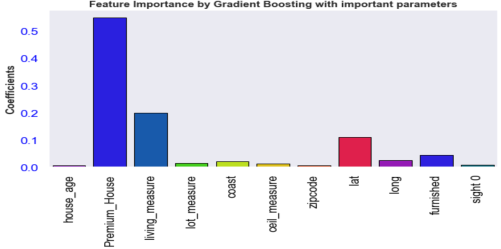 Feature Importance by Gradient Boosting with important parameters
Coefficients
0.5
0.4
0.3
0.2
0.1
0.0
house_age
Premium_House
living_measure
lot_measure
coast
ceil_measure
zipcode
lat
long
furnished
sight 0